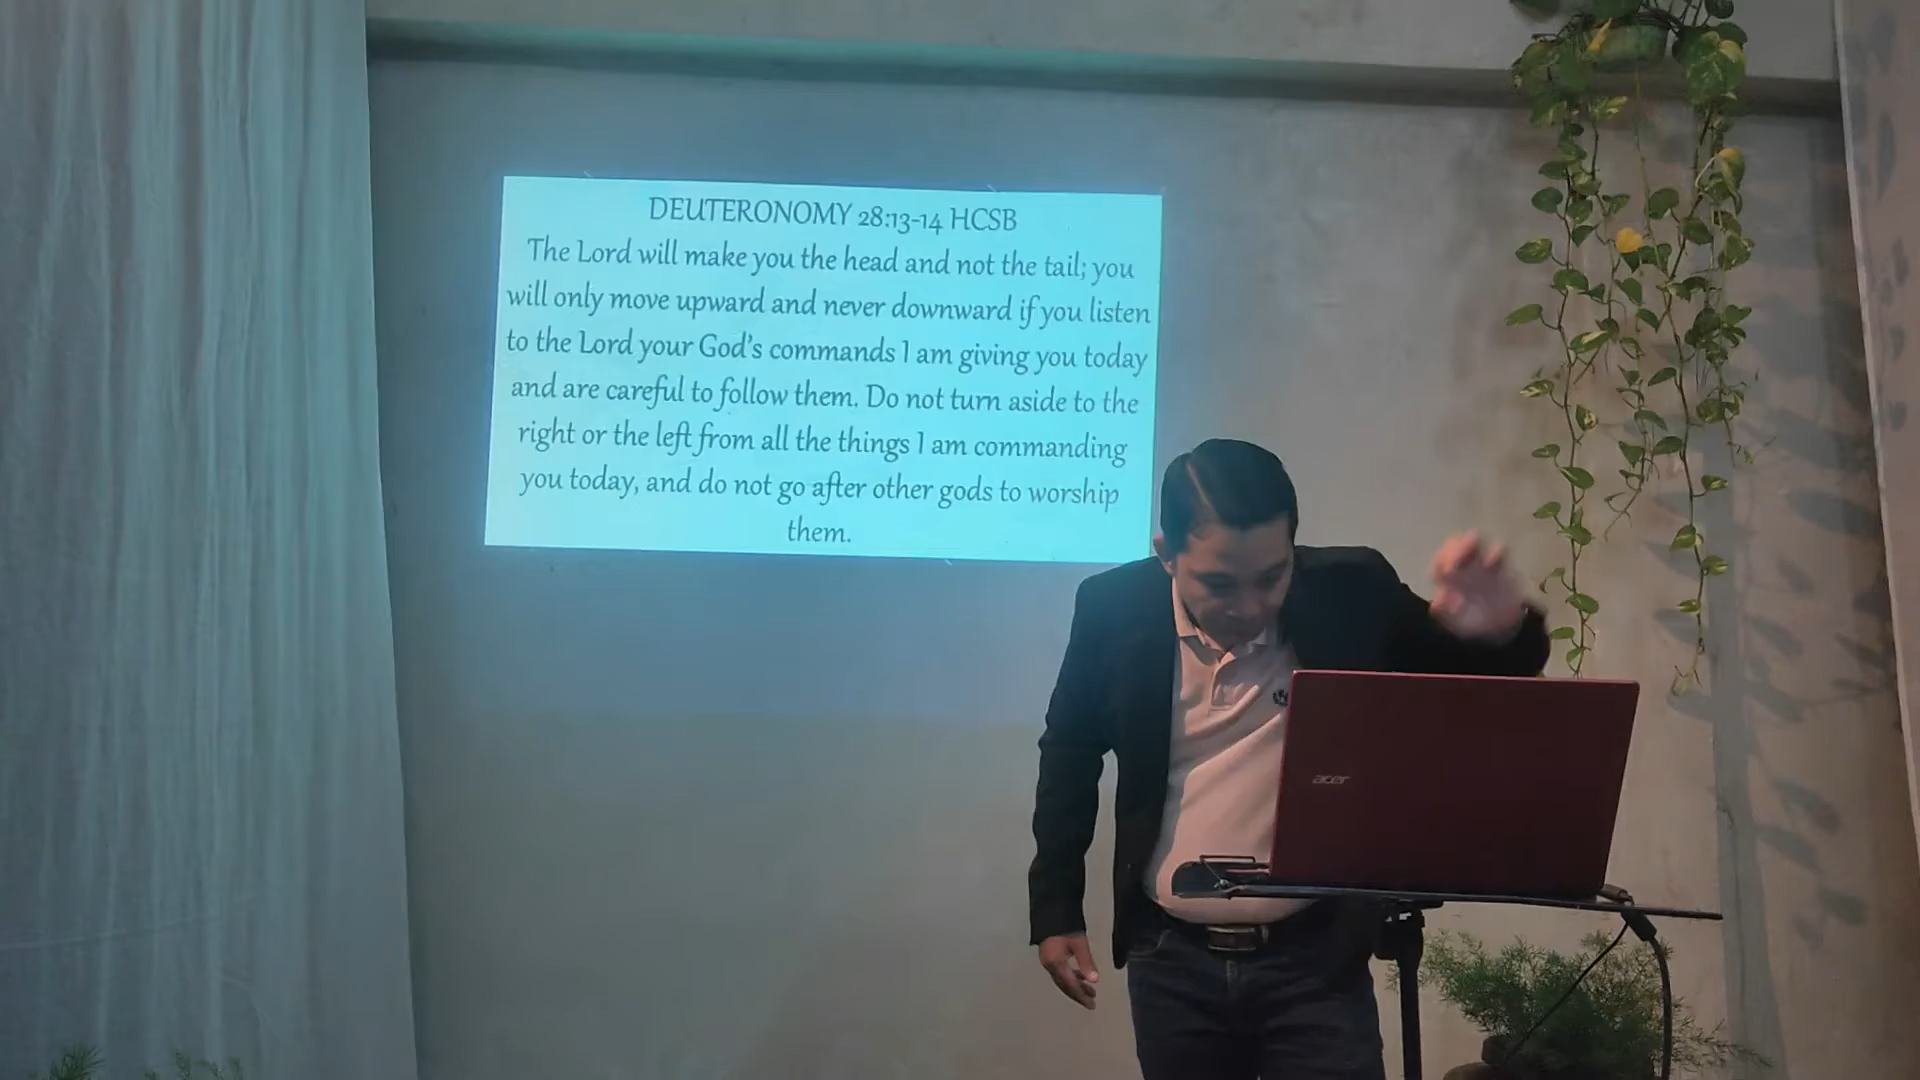 DEUTERONOMY 28:13-14 HCSB
The Lord will make you the head and not the tail; you
will only move upward and never downward if you listen
to the Lord your God's commands I am giving you today
and are careful to follow them. Do not turn aside to the
right or the left from all the things I am commanding
you today, and do not go after other gods to worship
them.
acer